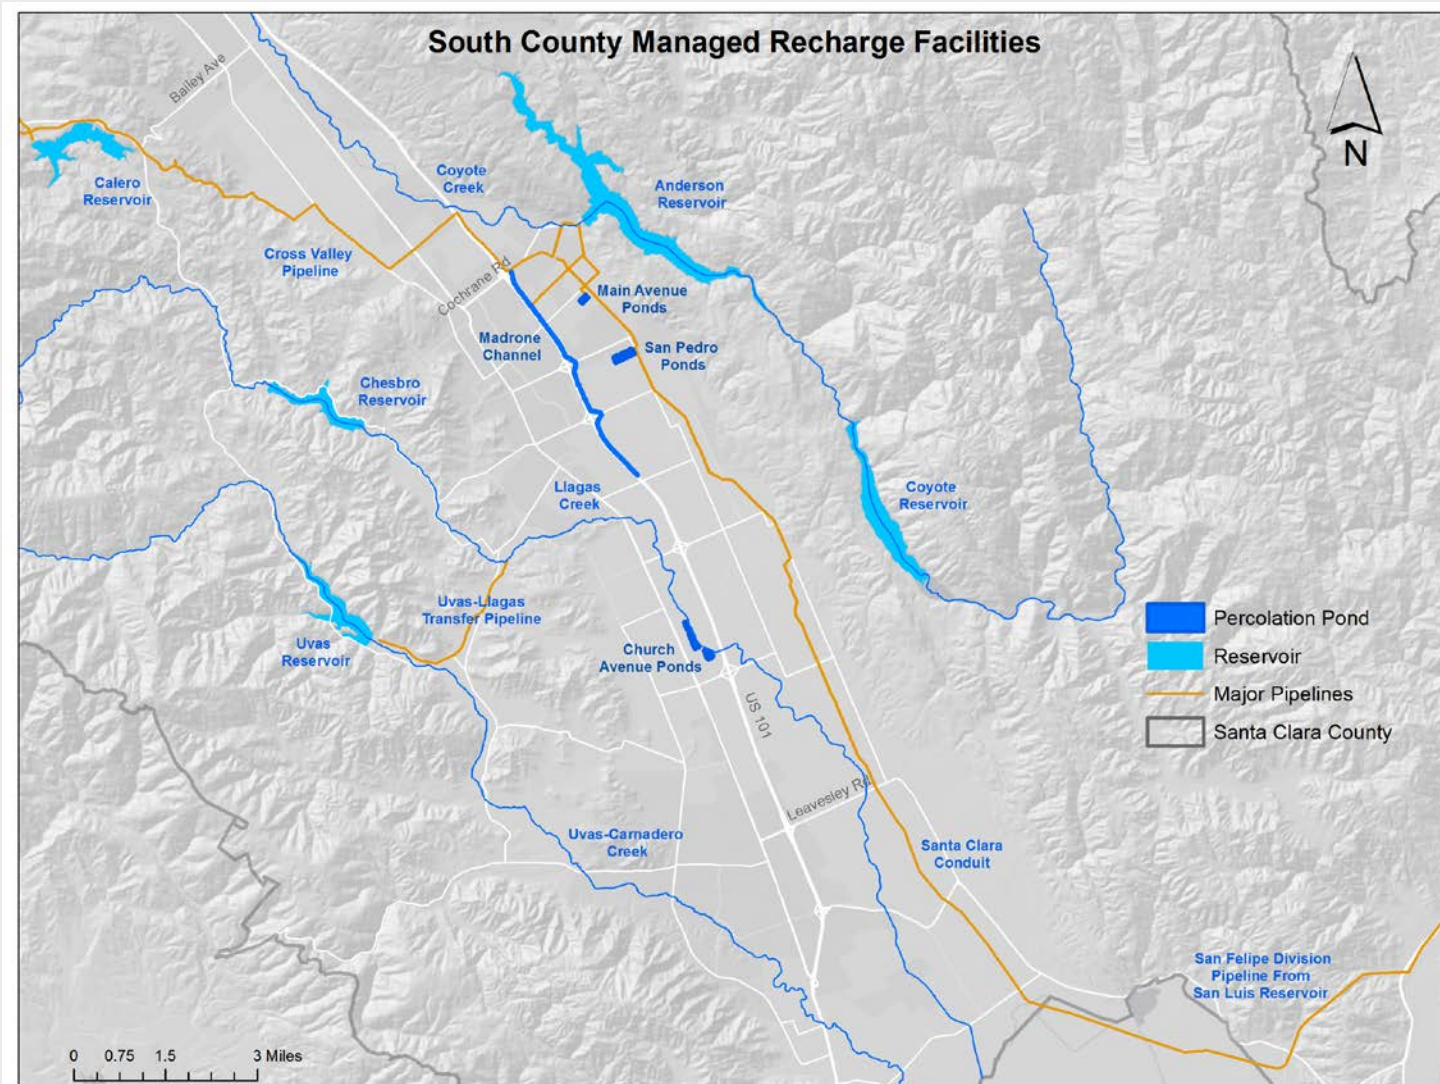 South County Managed Recharge Facilities
Bailey Ave
N
Calero
Reservoir
Coyote
Creek
Anderson
Reservoir
Cross Valley
Pipeline
Cochrane Rd
Main Avenue
Ponds
Madrone
Channel
San Pedro
Ponds
Chesbro
Reservoir
Llagas
Creek
Coyote
Reservoir
Uvas-Llagas
Transfer Pipeline
Uvas
Reservoir
Church
Avenue Ponds
Percolation Pond
Reservoir
Major Pipelines
Santa Clara County
US 101
Leavesley Rd
Uvas-Carnadero
Creek
Santa Clara
Conduit
San Felipe Division
Pipeline From
San Luis Reservoir
0 0.75 1.5 3 Miles